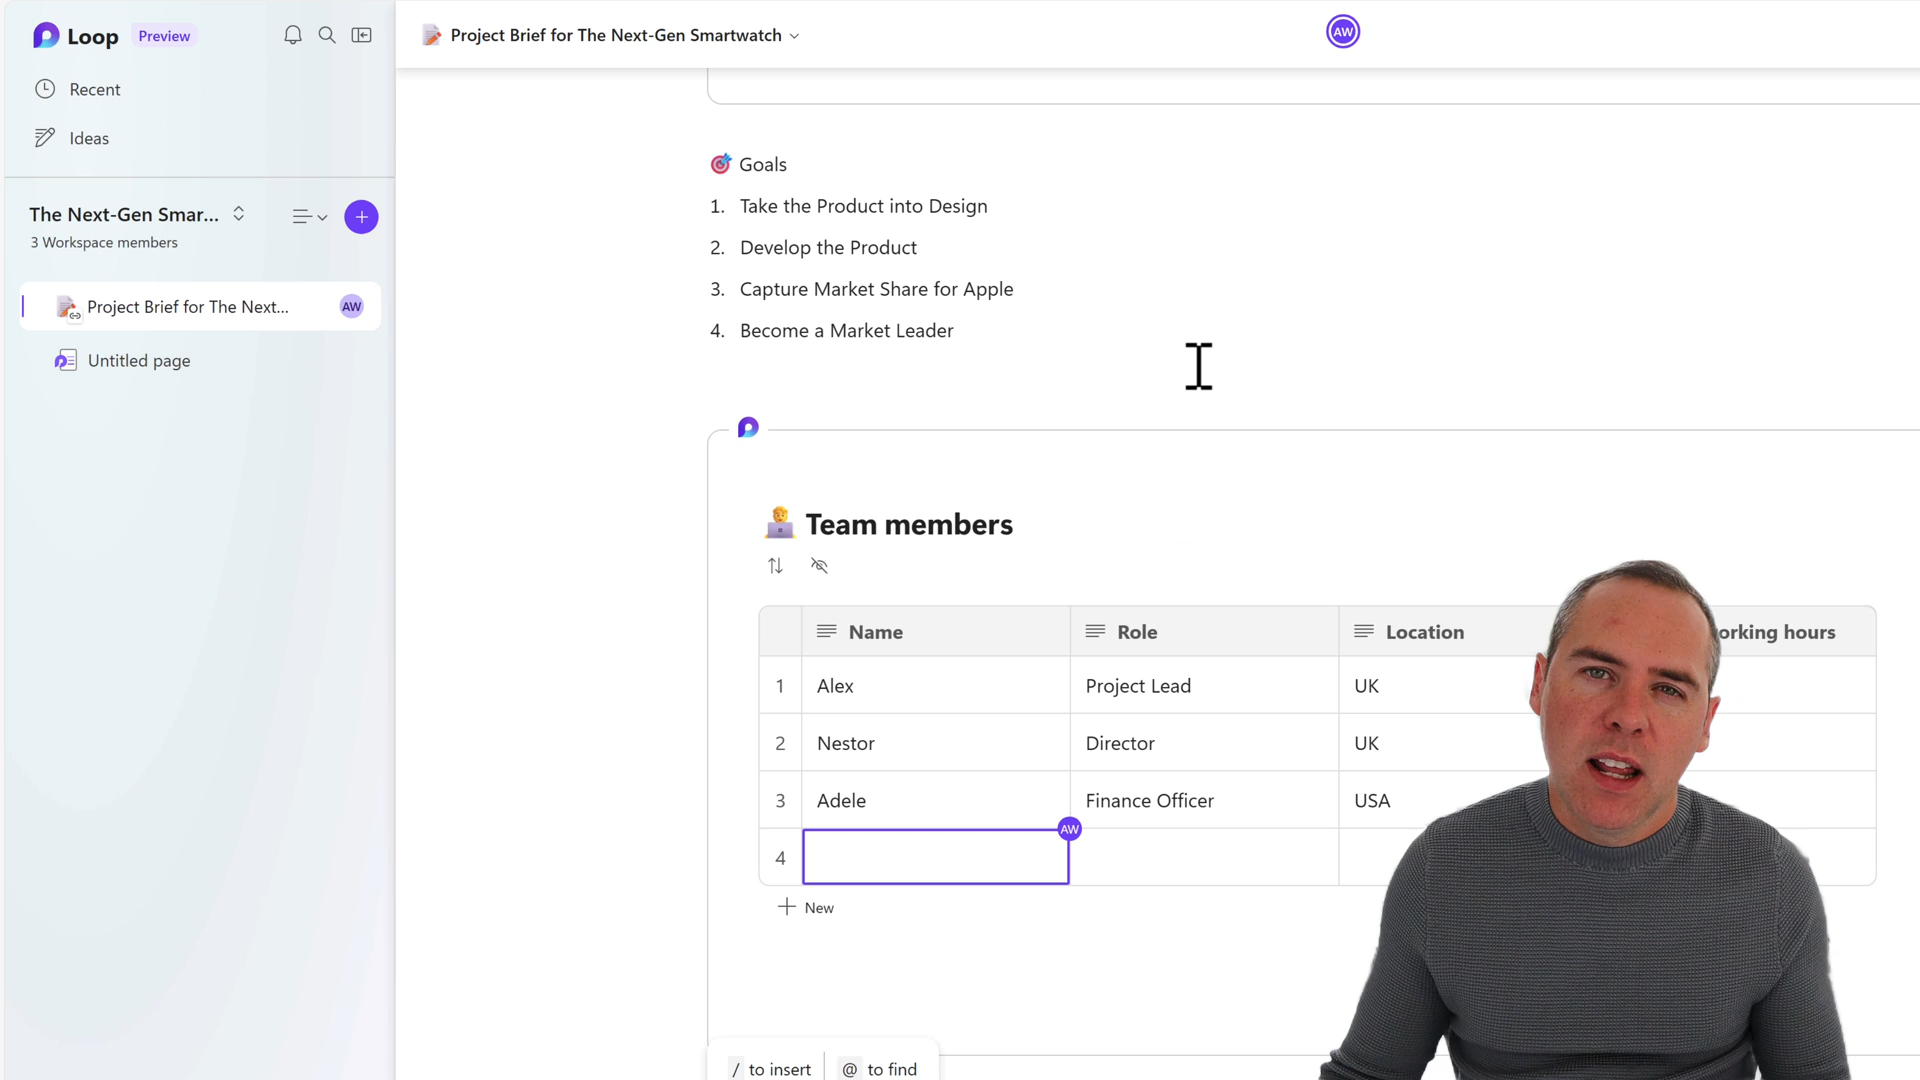 Loop Preview
Project Brief for The Next-Gen Smartwatch
AW
Recent
Ideas
The Next-Gen Smar...
3 Workspace members
Project Brief for The Next...
AW
Untitled page
Goals
1. Take the Product into Design
2. Develop the Product
3. Capture Market Share for Apple
4. Become a Market Leader
Team members
Name Role Location orking hours
1 Alex Project Lead UK
2 Nestor Director UK
3 Adele Finance Officer USA
AW
4
New
/ to insert @ to find